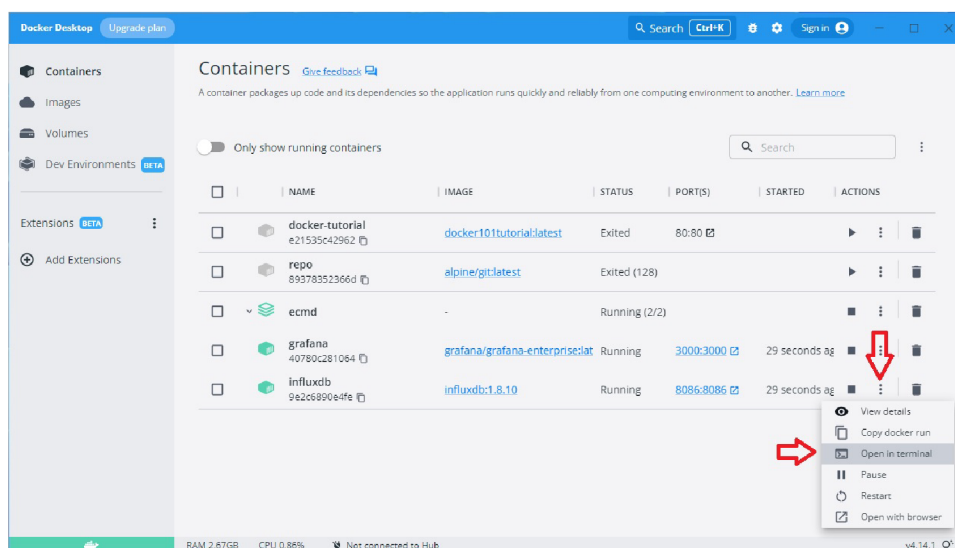 Docker Desktop Upgrade plan Search Ctrl+K Sign in
Containers
Images
Volumes
Dev Environments BETA
Extensions BETA
Add Extensions
Containers Give feedback
A container packages up code and its dependencies so the application runs quickly and reliably from one computing environment to another. Learn more
Only show running containers Search
NAME IMAGE STATUS PORT(S) STARTED ACTIONS
docker-tutorial docker101tutorial:latest Exited 80:80
e21535c42962
repo alpine/git:latest Exited (128)
89378352366d
ecmd - Running (2/2)
grafana grafana/grafana-enterprise:lat Running 3000:3000 29 seconds ag
40780c281064
influxdb influxdb:1.8.10 Running 8086:8086 29 seconds ag
9e2c6890e4fe
View details
Copy docker run
Open in terminal
Pause
Restart
Open with browser
RAM 2.67GB CPU 0.86% Not connected to Hub v4.14.1